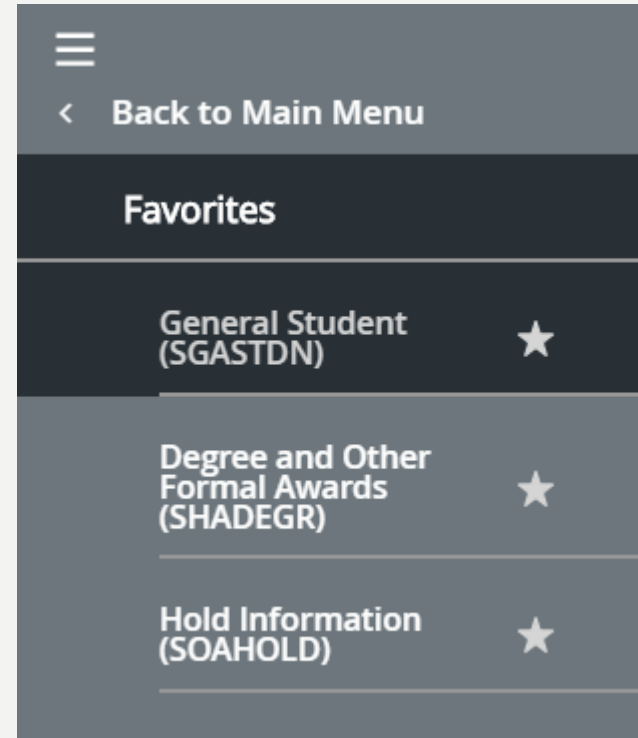 Back to Main Menu
Favorites
General Student
(SGASTDN)
Degree and Other
Formal Awards
(SHADEGR)
Hold Information
(SOAHOLD)